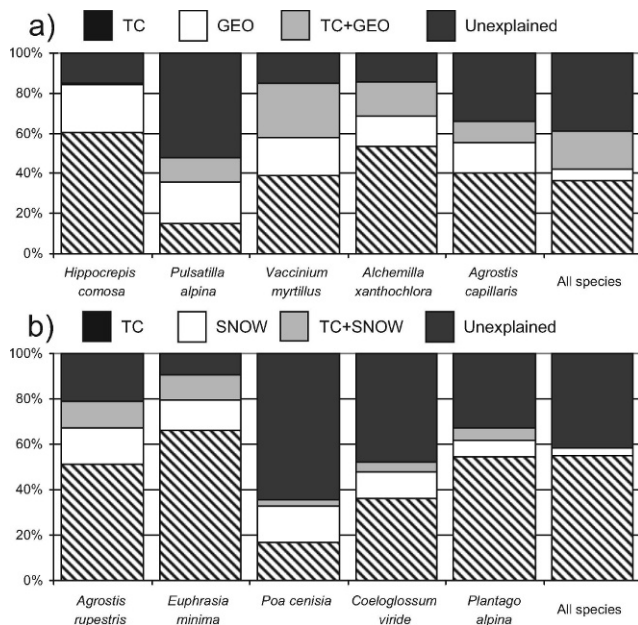 a) TC GEO TC+GEO Unexplained
100%
80%
60%
40%
20%
0%
Hippocrepis Pulsatilla Vaccinium Alchemilla Agrostis All species
comosa alpina myrtillus xanthochlora capillaris
b) TC SNOW TC+SNOW Unexplained
100%
80%
60%
40%
20%
0%
Agrostis Euphrasia Poa cenisia Coeloglossum Plantago All species
rupestris minima viride alpina